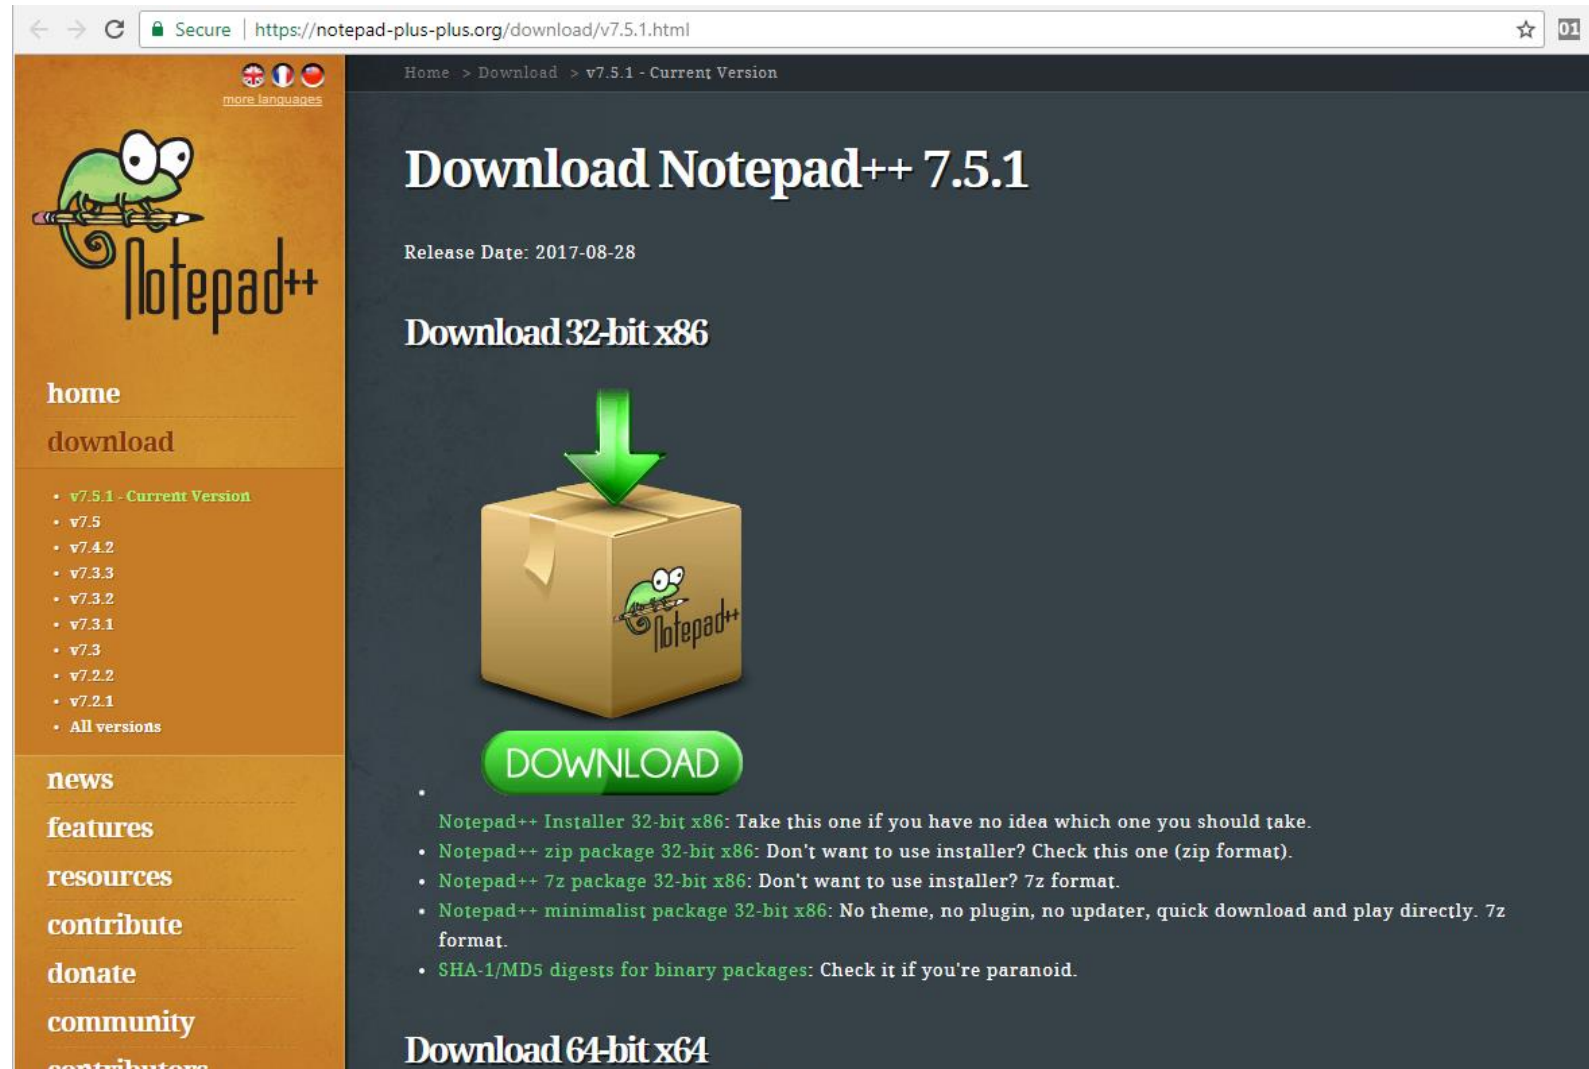 Secure | https://notepad-plus-plus.org/download/v7.5.1.html
01
more languages
Notepad++
home
download
• v7.5.1 - Current Version
• v7.5
• v7.4.2
• v7.3.3
• v7.3.2
• v7.3.1
• v7.3
• v7.2.2
• v7.2.1
• All versions
news
features
resources
contribute
donate
community
contributors
Home > Download > v7.5.1 - Current Version
Download Notepad++ 7.5.1
Release Date: 2017-08-28
Download 32-bit x86
Notepad++
DOWNLOAD
• Notepad++ Installer 32-bit x86: Take this one if you have no idea which one you should take.
• Notepad++ zip package 32-bit x86: Don't want to use installer? Check this one (zip format).
• Notepad++ 7z package 32-bit x86: Don't want to use installer? 7z format.
• Notepad++ minimalist package 32-bit x86: No theme, no plugin, no updater, quick download and play directly. 7z
format.
• SHA-1/MD5 digests for binary packages: Check it if you're paranoid.
Download 64-bit x64